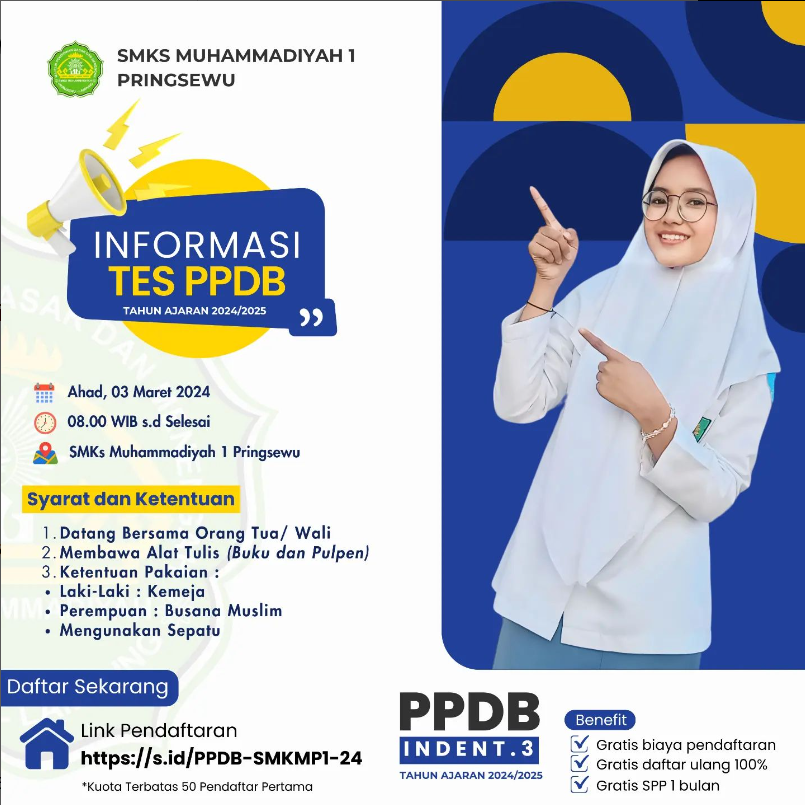 SMKS MUHAMMADIYAH 1
PRINGSEWU
INFORMASI
TES PPDB
TAHUN AJARAN 2024/2025
Ahad, 03 Maret 2024
08.00 WIB s.d Selesai
SMKs Muhammadiyah 1 Pringsewu
Syarat dan Ketentuan
1. Datang Bersama Orang Tua/ Wali
2. Membawa Alat Tulis (Buku dan Pulpen)
3. Ketentuan Pakaian :
• Laki-Laki : Kemeja
• Perempuan : Busana Muslim
• Mengunakan Sepatu
Daftar Sekarang
Link Pendaftaran
https://s.id/PPDB-SMKMP1-24
*Kuota Terbatas 50 Pendaftar Pertama
PPDB
INDENT.3
TAHUN AJARAN 2024/2025
Benefit
Gratis biaya pendaftaran
Gratis daftar ulang 100%
Gratis SPP 1 bulan